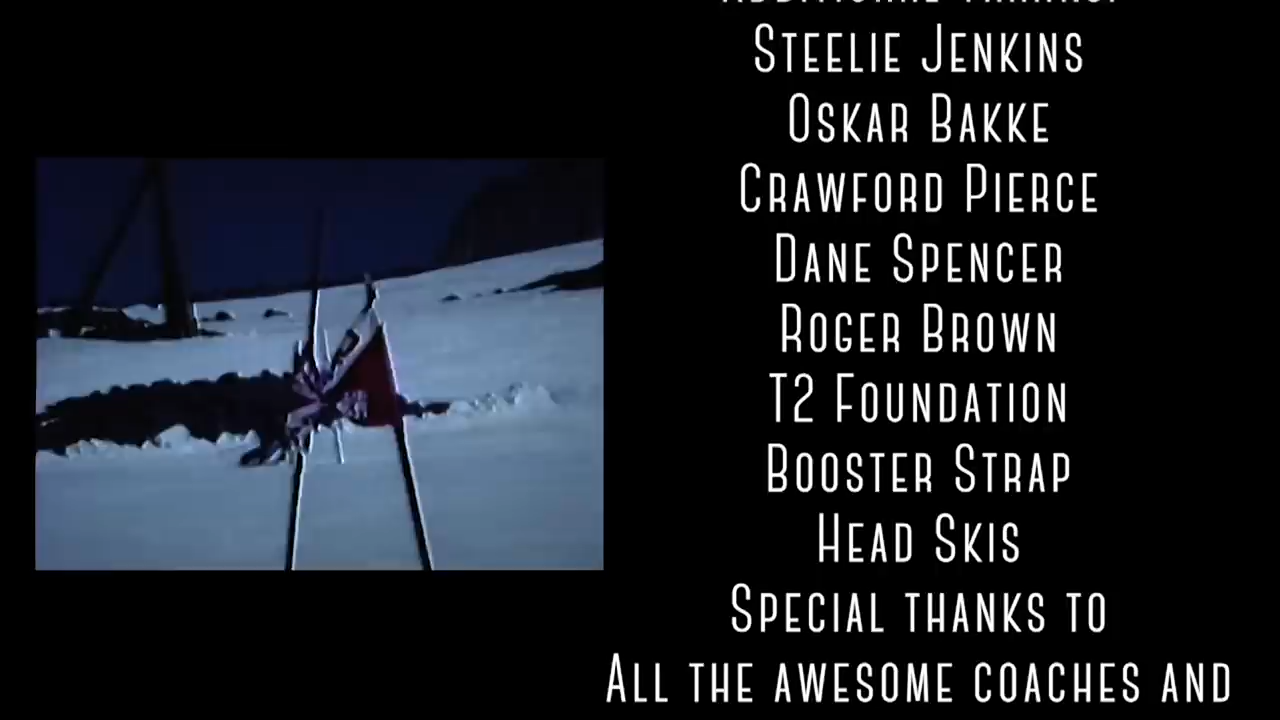 Steelie Jenkins
Oskar Bakke
Crawford Pierce
Dane Spencer
Roger Brown
T2 Foundation
Booster Strap
Head Skis
Special thanks to
All the awesome coaches and